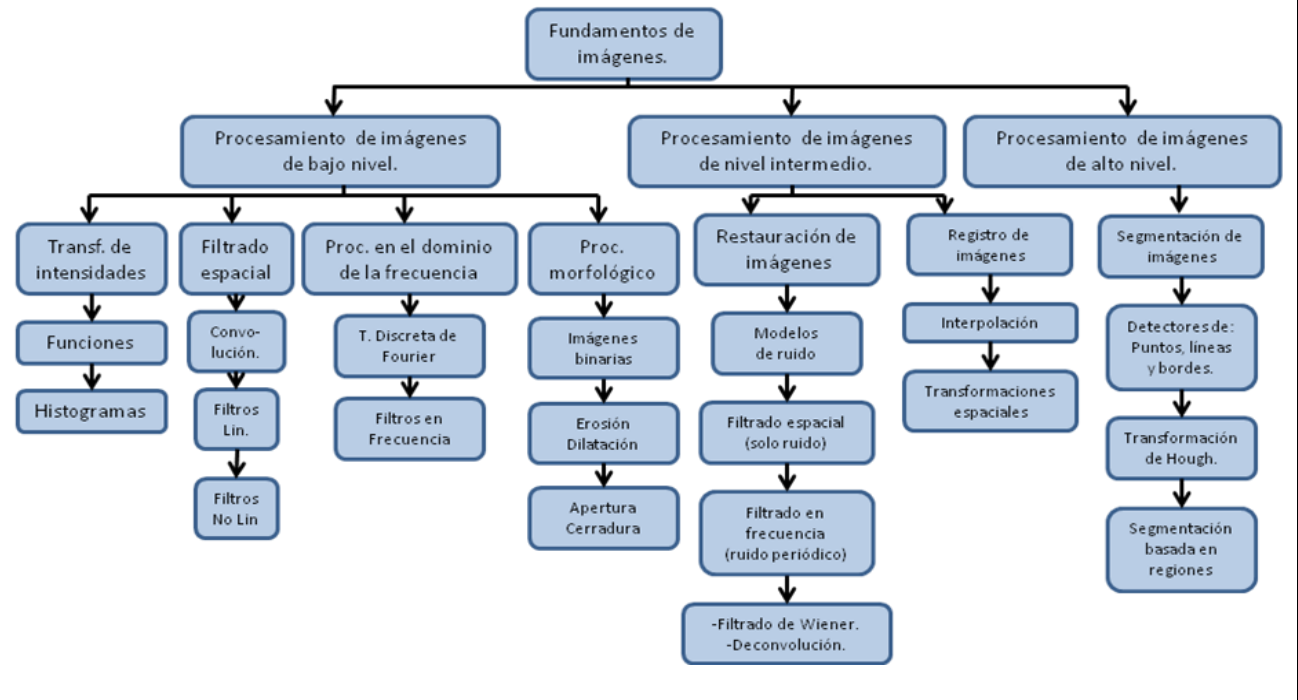 Fundamentos de
imágenes.
Procesamiento de imágenes
de bajo nivel.
Procesamiento de imágenes
de nivel intermedio.
Procesamiento de imágenes
de alto nivel.
Transf. de
intensidades
Filtrado
espacial
Proc. en el dominio
de la frecuencia
Proc.
morfológico
Restauración de
imágenes
Registro de
imágenes
Segmentación de
imágenes
Funciones
Histogramas
Convo-
lución.
Filtros
Lin.
Filtros
No Lin
T. Discreta de
Fourier
Filtros en
Frecuencia
Imágenes
binarias
Erosión
Dilatación
Apertura
Cerradura
Modelos
de ruido
Filtrado espacial
(solo ruido)
Filtrado en
frecuencia
(ruido periódico)
-Filtrado de Wiener.
-Deconvolución.
Interpolación
Transformaciones
espaciales
Detectores de:
Puntos, líneas
y bordes.
Transformación
de Hough.
Segmentación
basada en
regiones